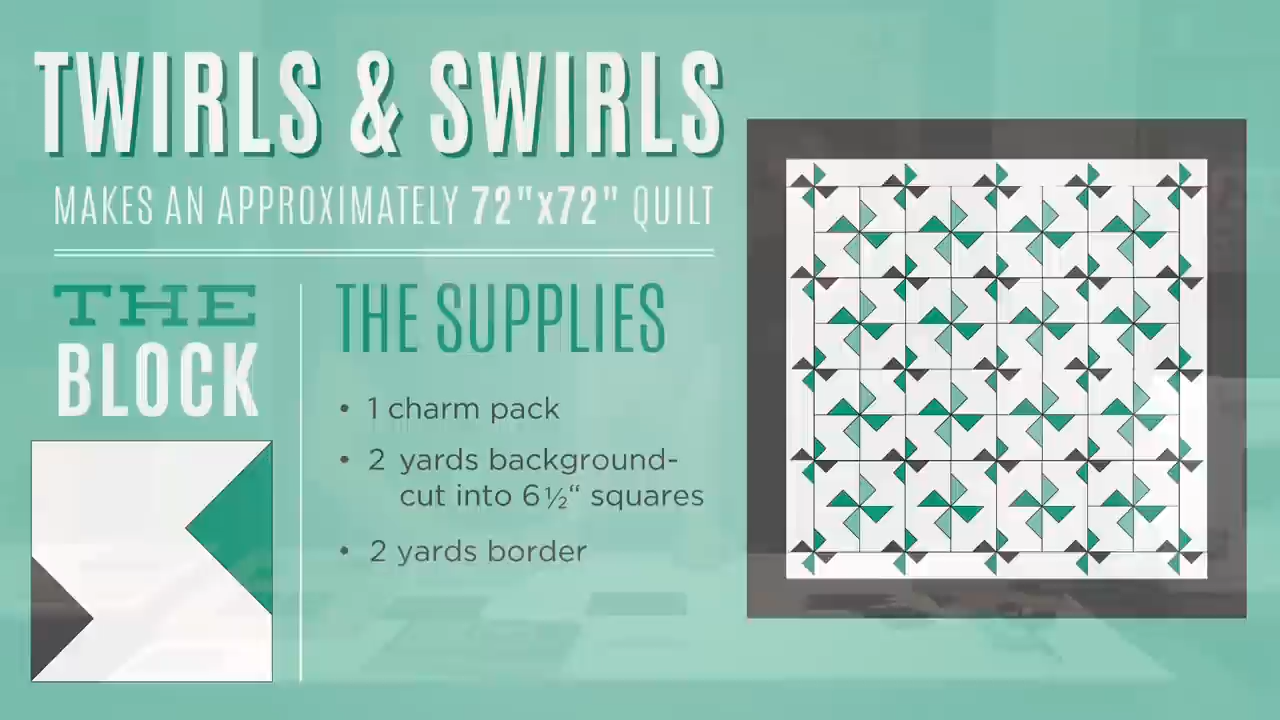 TWIRLS & SWIRLS
MAKES AN APPROXIMATELY 72"x72" QUILT
THE
BLOCK
THE SUPPLIES
• 1 charm pack
• 2 yards background-
cut into 6½“ squares
• 2 yards border